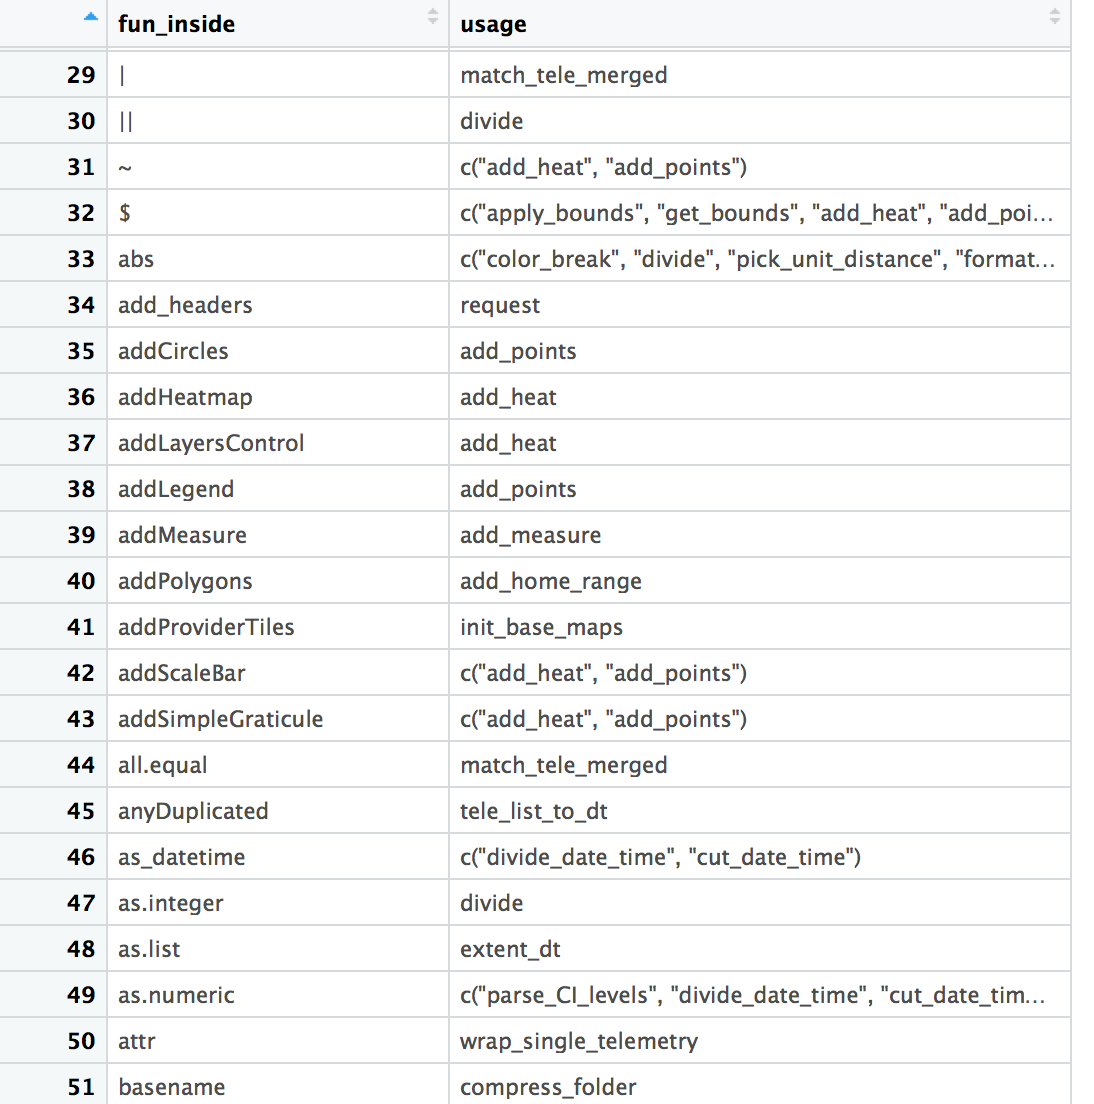 fun_inside usage
29 | match_tele_merged
30 || divide
31 ~ c("add_heat", "add_points")
32 $ c("apply_bounds", "get_bounds", "add_heat", "add_poi...
33 abs c("color_break", "divide", "pick_unit_distance", "format...
34 add_headers request
35 addCircles add_points
36 addHeatmap add_heat
37 addLayersControl add_heat
38 addLegend add_points
39 addMeasure add_measure
40 addPolygons add_home_range
41 addProviderTiles init_base_maps
42 addScaleBar c("add_heat", "add_points")
43 addSimpleGraticule c("add_heat", "add_points")
44 all.equal match_tele_merged
45 anyDuplicated tele_list_to_dt
46 as_datetime c("divide_date_time", "cut_date_time")
47 as.integer divide
48 as.list extent_dt
49 as.numeric c("parse_CI_levels", "divide_date_time", "cut_date_tim...
50 attr wrap_single_telemetry
51 basename compress_folder